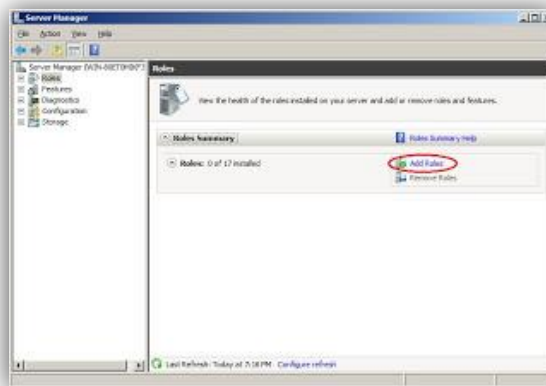 Server Manager
File Action View Help
Server Manager
Roles
Features
Diagnostics
Configuration
Storage
Roles
View the health of the roles installed on your server and add or remove roles and features.
Roles Summary
Roles Summary Help
Roles: 0 of 17 installed
Add Roles
Remove Roles
Last Refresh: Today at 7:16 PM Configure refresh